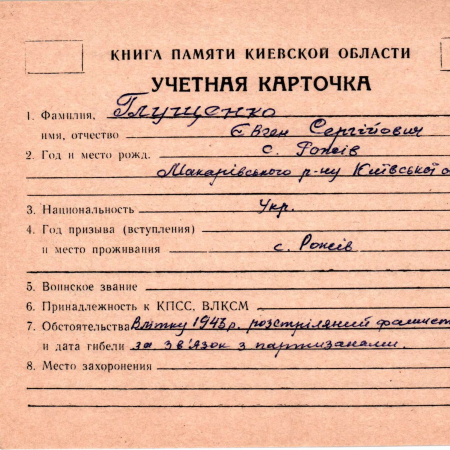 КНИГА ПАМЯТИ КИЕВСКОЙ ОБЛАСТИ
УЧЕТНАЯ КАРТОЧКА
1. Фамилия, Глущенко
имя, отчество Євген Сергійович
2. Год и место рожд. с. Рожів
Макарівського р-ну Київської о
3. Национальность Укр.
4. Год призыва (вступления)
и место проживания с. Рожів
5. Воинское звание
6. Принадлежность к КПСС, ВЛКСМ
7. Обстоятельства Влітку 1943 р. розстріляний фашист
и дата гибели за зв'язок з партизанами.
8. Место захоронения